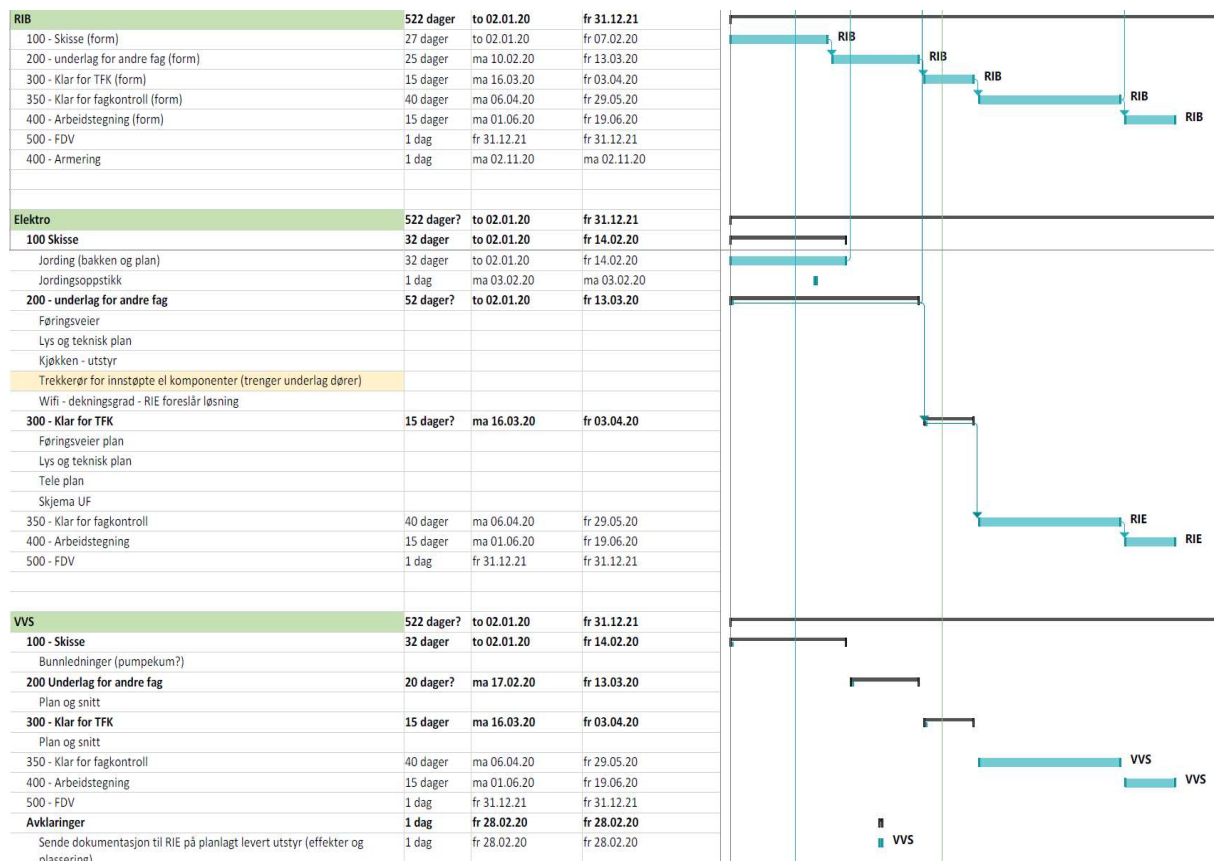 RIB 522 dager to 02.01.20 fr 31.12.21
100 - Skisse (form) 27 dager to 02.01.20 fr 07.02.20 RIB
200 - underlag for andre fag (form) 25 dager ma 10.02.20 fr 13.03.20 RIB
300 - Klar for TFK (form) 15 dager ma 16.03.20 fr 03.04.20 RIB
350 - Klar for fagkontroll (form) 40 dager ma 06.04.20 fr 29.05.20 RIB
400 - Arbeidstegning (form) 15 dager ma 01.06.20 fr 19.06.20 RIB
500 - FDV 1 dag fr 31.12.21 fr 31.12.21
400 - Armering 1 dag ma 02.11.20 ma 02.11.20
Elektro 522 dager? to 02.01.20 fr 31.12.21
100 Skisse 32 dager to 02.01.20 fr 14.02.20
Jording (bakken og plan) 32 dager to 02.01.20 fr 14.02.20
Jordingsoppstikk 1 dag ma 03.02.20 ma 03.02.20
200 - underlag for andre fag 52 dager? to 02.01.20 fr 13.03.20
Føringsveier
Lys og teknisk plan
Kjøkken - utstyr
Trekkerør for innstøpte el komponenter (trenger underlag dører)
Wifi - dekningsgrad - RIE foreslår løsning
300 - Klar for TFK 15 dager? ma 16.03.20 fr 03.04.20
Føringsveier plan
Lys og teknisk plan
Tele plan
Skjema UF
350 - Klar for fagkontroll 40 dager ma 06.04.20 fr 29.05.20 RIE
400 - Arbeidstegning 15 dager ma 01.06.20 fr 19.06.20 RIE
500 - FDV 1 dag fr 31.12.21 fr 31.12.21
VVS 522 dager? to 02.01.20 fr 31.12.21
100 - Skisse 32 dager to 02.01.20 fr 14.02.20
Bunnledninger (pumpekum?)
200 Underlag for andre fag 20 dager? ma 17.02.20 fr 13.03.20
Plan og snitt
300 - Klar for TFK 15 dager ma 16.03.20 fr 03.04.20
Plan og snitt
350 - Klar for fagkontroll 40 dager ma 06.04.20 fr 29.05.20 VVS
400 - Arbeidstegning 15 dager ma 01.06.20 fr 19.06.20 VVS
500 - FDV 1 dag fr 31.12.21 fr 31.12.21
Avklaringer 1 dag fr 28.02.20 fr 28.02.20
Sende dokumentasjon til RIE på planlagt levert utstyr (effekter og 1 dag fr 28.02.20 fr 28.02.20 VVS
plassering)